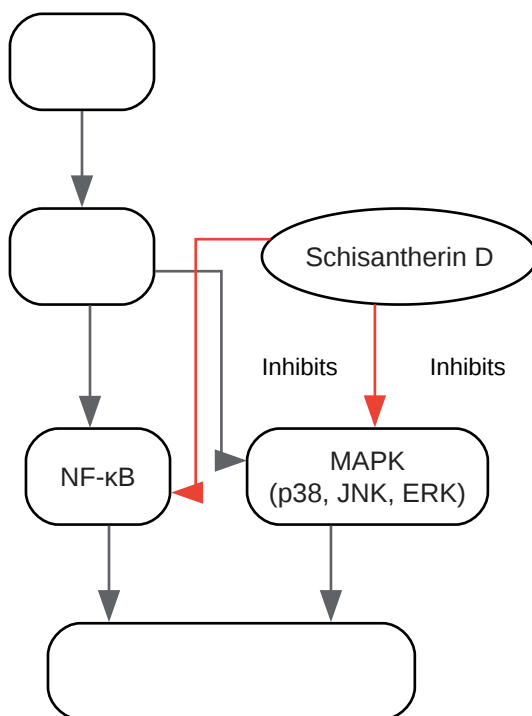 Schisantherin D
Inhibits
Inhibits
NF-κB
MAPK
(p38, JNK, ERK)